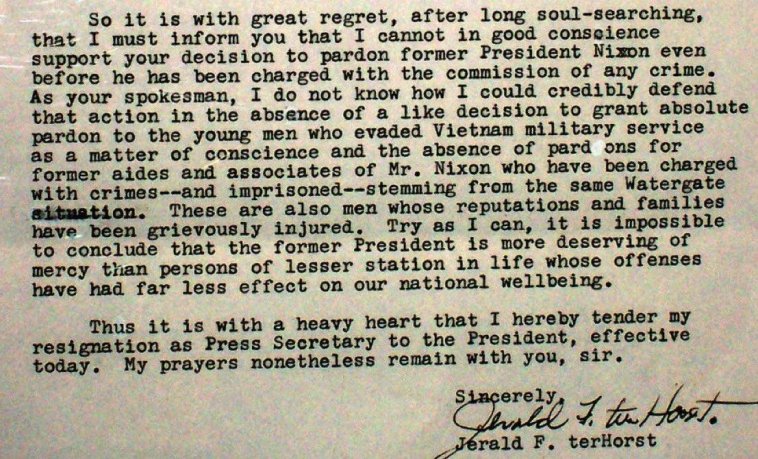 So it is with great regret, after long soul-searching,
that I must inform you that I cannot in good conscience
support your decision to pardon former President Nixon even
before he has been charged with the commission of any crime.
As your spokesman, I do not know how I could credibly defend
that action in the absence of a like decision to grant absolute
pardon to the young men who evaded Vietnam military service
as a matter of conscience and the absence of pard ons for
former aides and associates of Mr. Nixon who have been charged
with crimes--and imprisoned--stemming from the same Watergate
situation. These are also men whose reputations and families
have been grievously injured. Try as I can, it is impossible
to conclude that the former President is more deserving of
mercy than persons of lesser station in life whose offenses
have had far less effect on our national wellbeing.
Thus it is with a heavy heart that I hereby tender my
resignation as Press Secretary to the President, effective
today. My prayers nonetheless remain with you, sir.
Sincerely,
Jerald F. terHorst.
Jerald F. terHorst